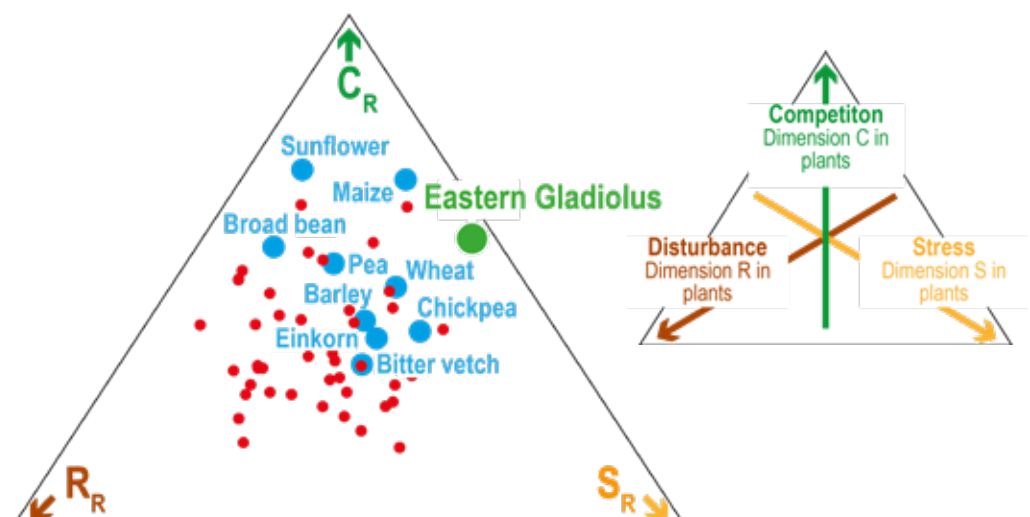 C_R
Sunflower
Maize
Eastern Gladiolus
Broad bean
Pea
Wheat
Barley
Chickpea
Einkorn
Bitter vetch
R_R
S_R
Competiton
Dimension C in
plants
Disturbance
Dimension R in
plants
Stress
Dimension S in
plants